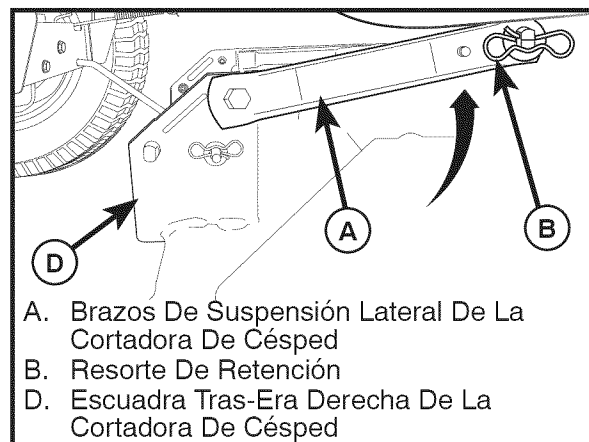 D
A
B
A. Brazos De Suspensión Lateral De La
Cortadora De Césped
B. Resorte De Retención
D. Escuadra Tras-Era Derecha De La
Cortadora De Césped